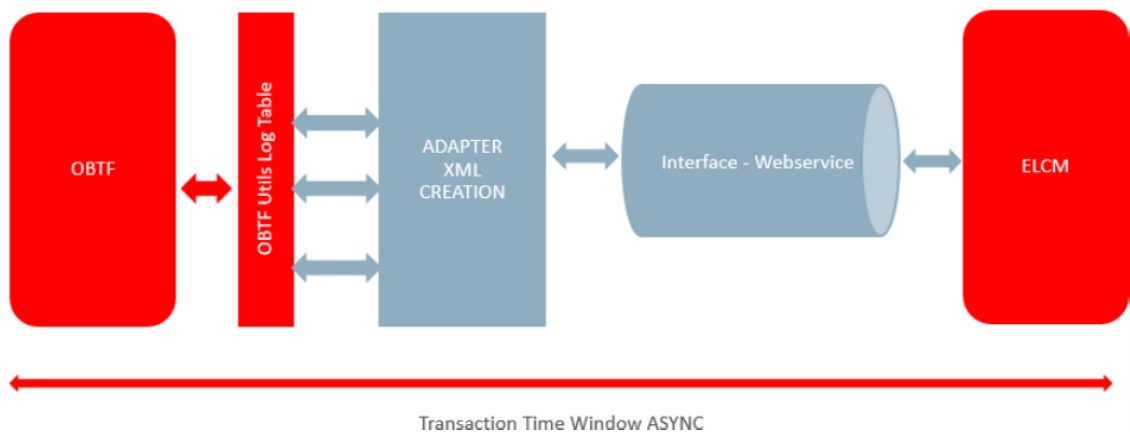 OBTF
OBTF Utils Log Table
ADAPTER
XML
CREATION
Interface - Webservice
ELCM
Transaction Time Window ASYNC